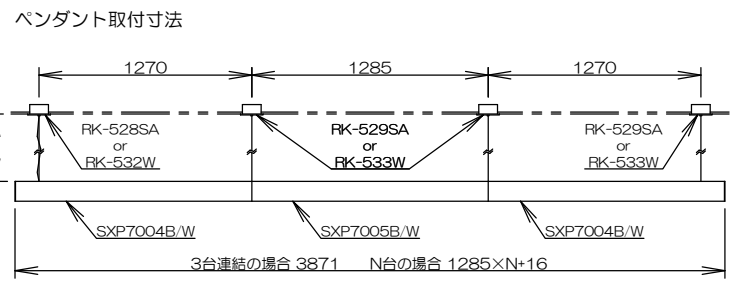 ペンダント取付寸法
1270 1285 1270
RK-528SA
or
RK-532W
RK-529SA
or
RK-533W
RK-529SA
or
RK-533W
SXP7004B/W SXP7005B/W SXP7004B/W
3台連結の場合 3871 N台の場合 1285×N+16